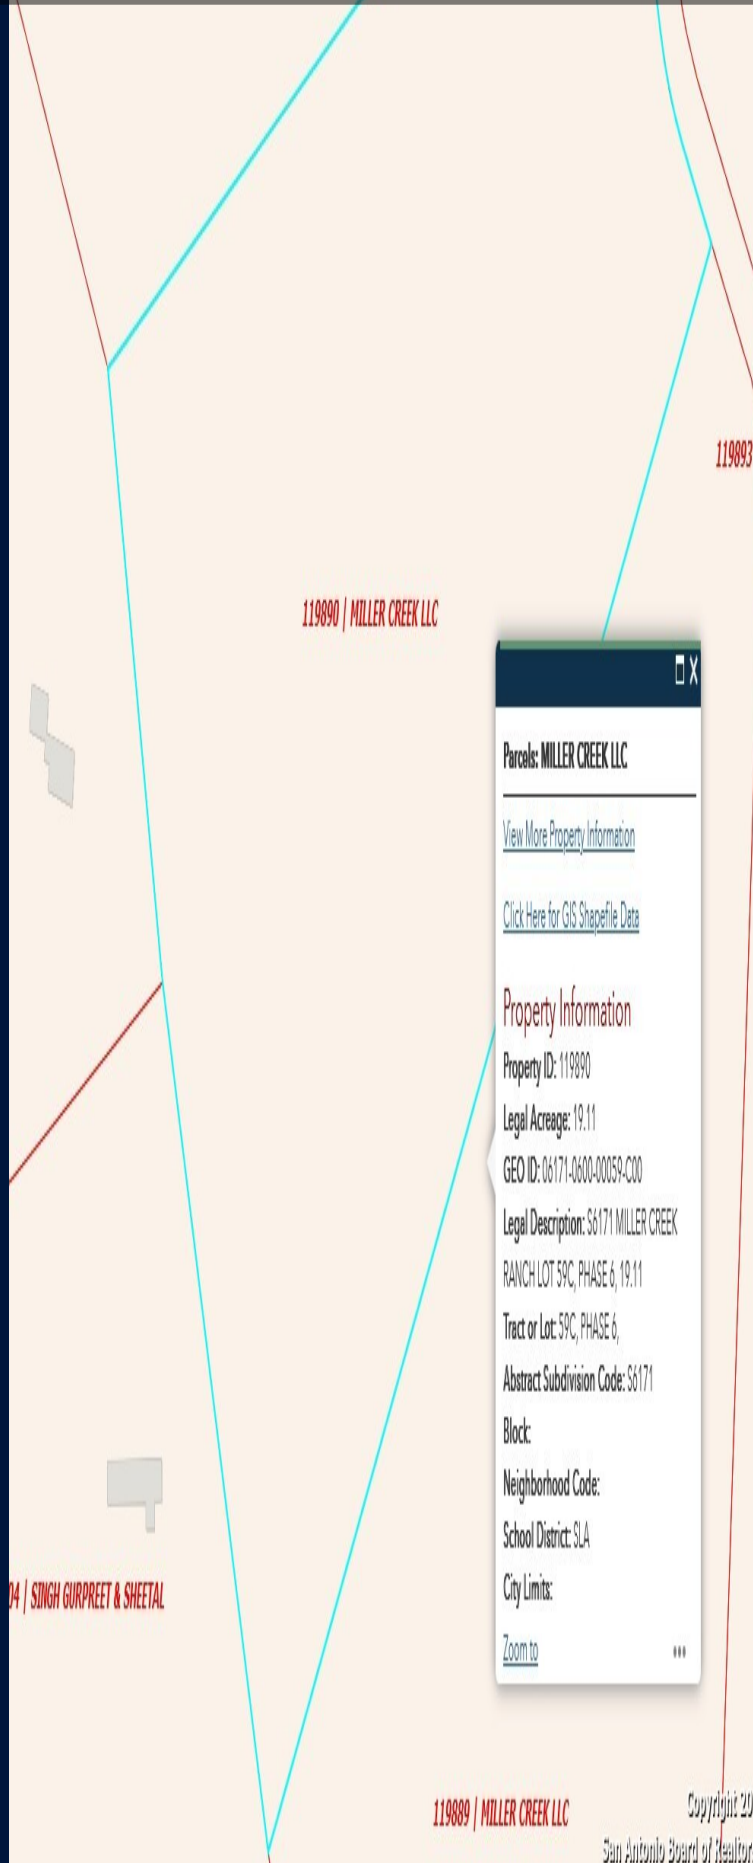 119893
119890 | MILLER CREEK LLC
Parcels: MILLER CREEK LLC
View More Property Information
Click Here for GIS Shapefile Data
Property Information
Property ID: 119890
Legal Acreage: 19.11
GEO ID: 06171-0600-00059-C00
Legal Description: S6171 MILLER CREEK
RANCH LOT 59C, PHASE 6, 19.11
Tract or Lot: 59C, PHASE 6,
Abstract Subdivision Code: S6171
Block:
Neighborhood Code:
School District: SLA
City Limits:
Zoom to
04 | SINGH GURPREET & SHEETAL
119889 | MILLER CREEK LLC
Copyright 20
San Antonio Board of Realtor